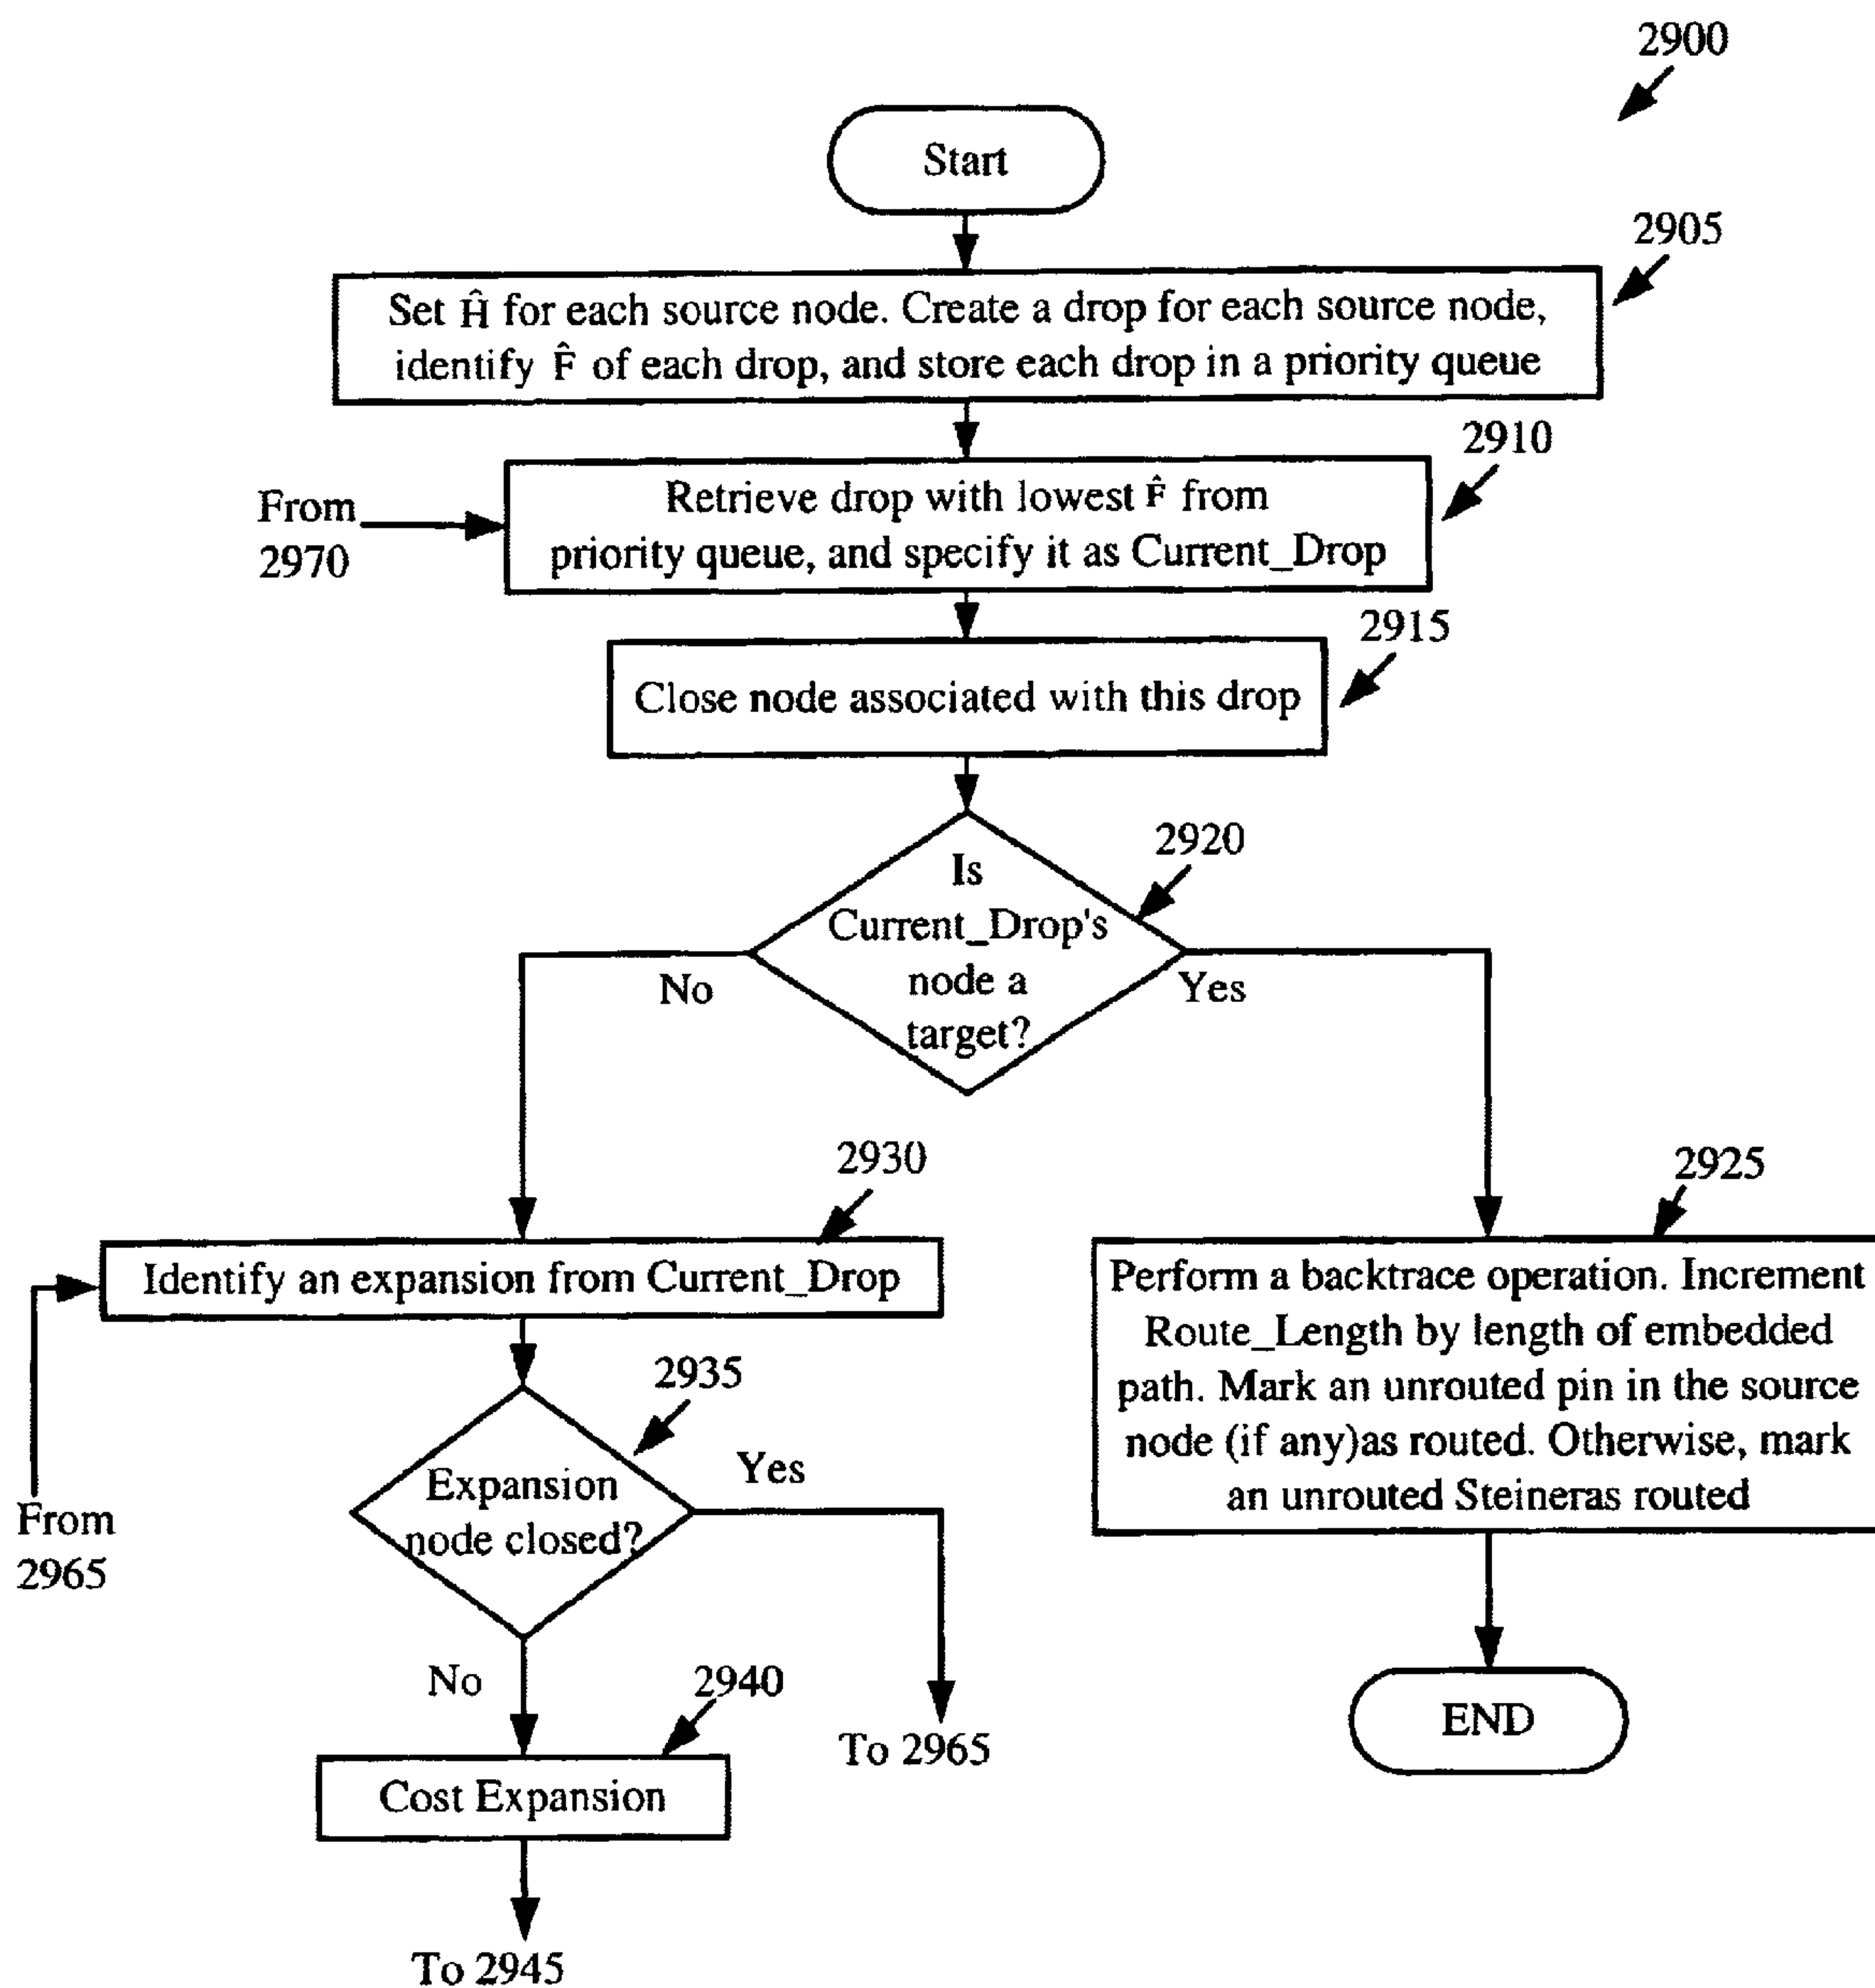 2900
Start
2905
Set Ĥ for each source node. Create a drop for each source node,
identify F̂ of each drop, and store each drop in a priority queue
2910
From
2970
Retrieve drop with lowest F̂ from
priority queue, and specify it as Current_Drop
2915
Close node associated with this drop
2920
Is
Current_Drop's
node a
target?
No
Yes
2930
2925
Identify an expansion from Current_Drop
Perform a backtrace operation. Increment
Route_Length by length of embedded
path. Mark an unrouted pin in the source
node (if any)as routed. Otherwise, mark
an unrouted Steineras routed
2935
Expansion
node closed?
Yes
From
2965
No
2940
To 2965
END
Cost Expansion
To 2945